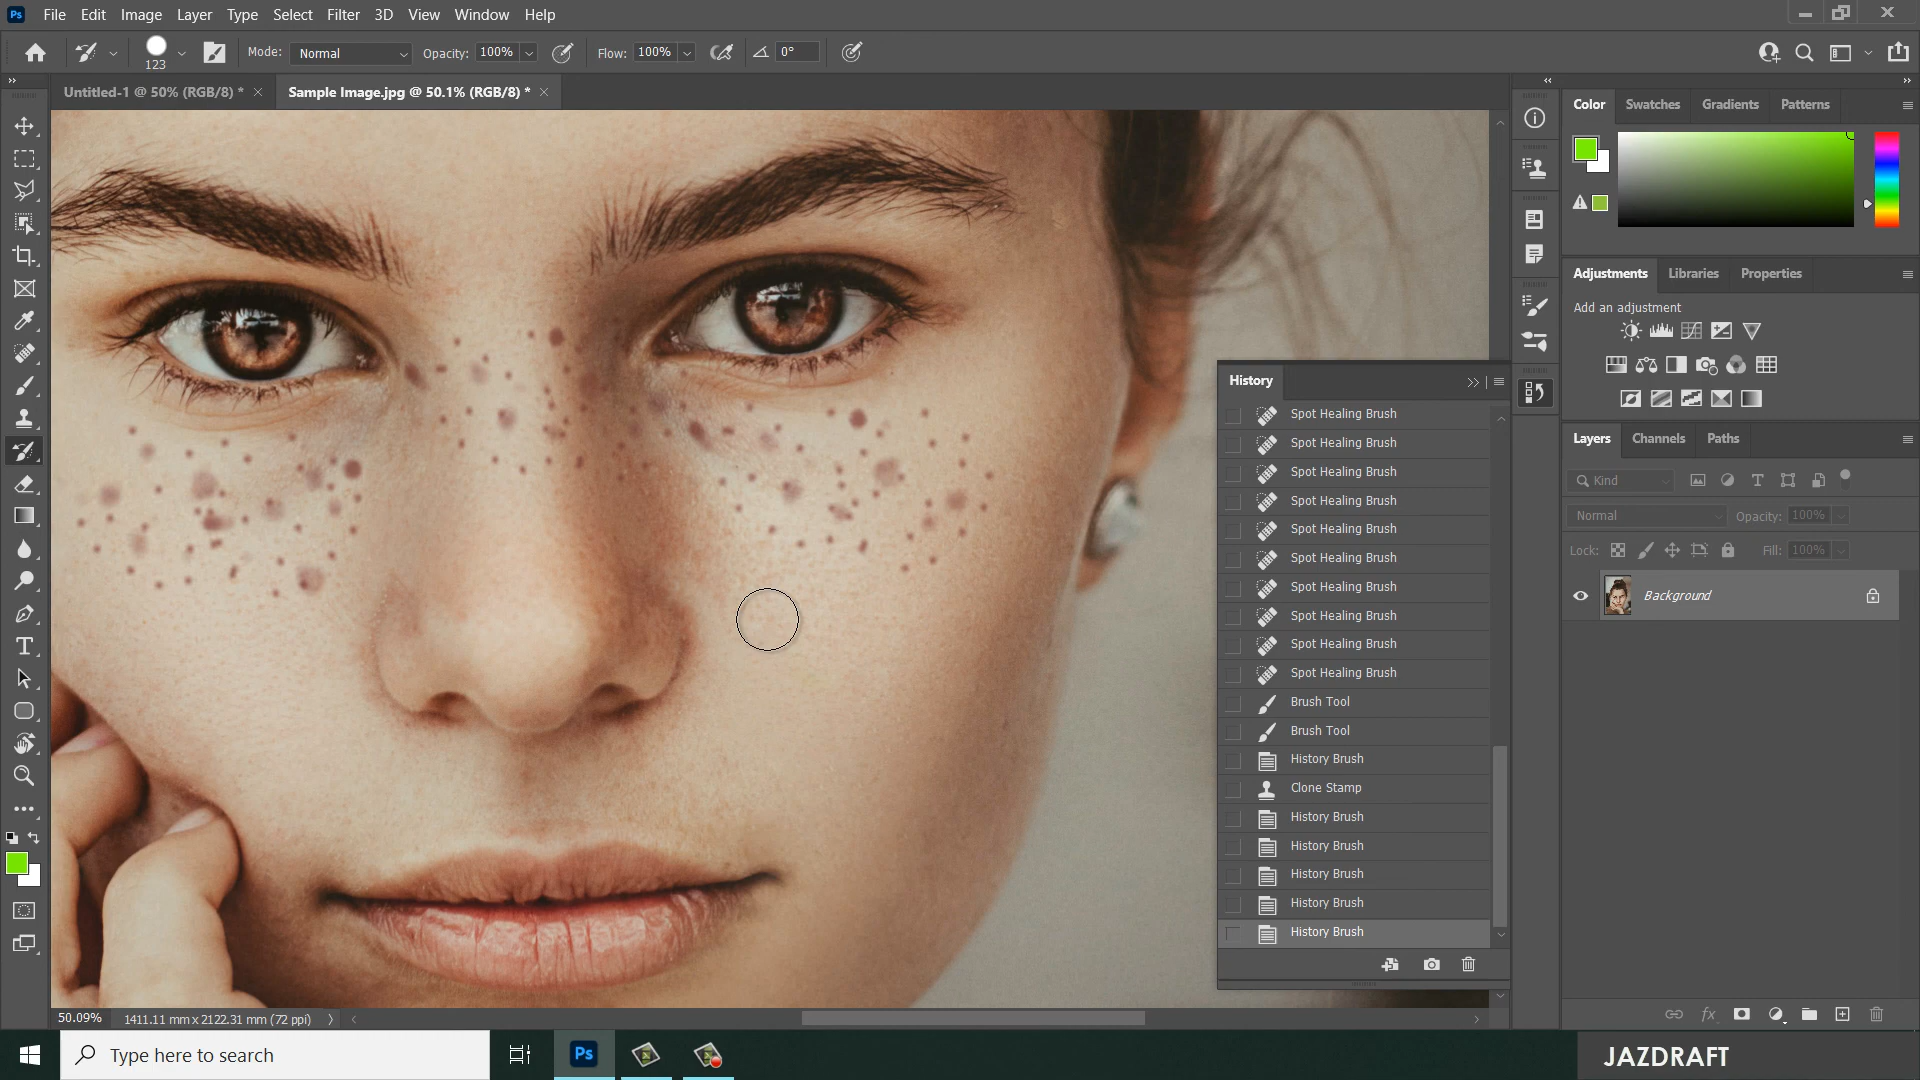 Ps File Edit Image Layer Type Select Filter 3D View Window Help
123 Mode: Normal Opacity: 100% Flow: 100% 0°
Untitled-1 @ 50% (RGB/8) * Sample Image.jpg @ 50.1% (RGB/8) *
Color Swatches Gradients Patterns
Adjustments Libraries Properties
Add an adjustment
History
Spot Healing Brush
Spot Healing Brush
Spot Healing Brush
Spot Healing Brush
Spot Healing Brush
Spot Healing Brush
Spot Healing Brush
Spot Healing Brush
Spot Healing Brush
Spot Healing Brush
Brush Tool
Brush Tool
History Brush
Clone Stamp
History Brush
History Brush
History Brush
History Brush
History Brush
Layers Channels Paths
Kind
Normal Opacity: 100%
Lock: Fill: 100%
Background
fx
50.09% 1411.11 mm x 2122.31 mm (72 ppi)
Type here to search
Ps
JAZDRAFT